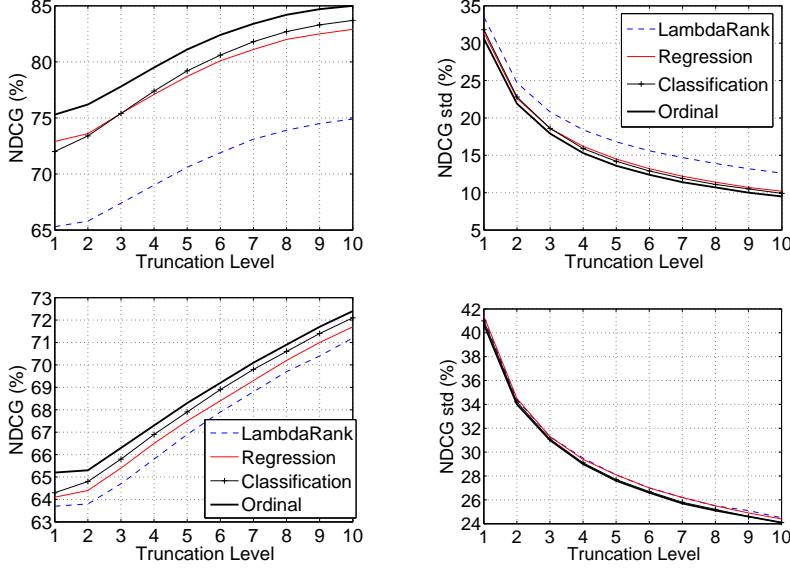 85
80
75
70
65
NDCG (%)
1 2 3 4 5 6 7 8 9 10
Truncation Level
35
30
25
20
15
10
5
NDCG std (%)
LambdaRank
Regression
Classification
Ordinal
1 2 3 4 5 6 7 8 9 10
Truncation Level
73
72
71
70
69
68
67
66
65
64
63
NDCG (%)
LambdaRank
Regression
Classification
Ordinal
1 2 3 4 5 6 7 8 9 10
Truncation Level
42
40
38
36
34
32
30
28
26
24
NDCG std (%)
1 2 3 4 5 6 7 8 9 10
Truncation Level